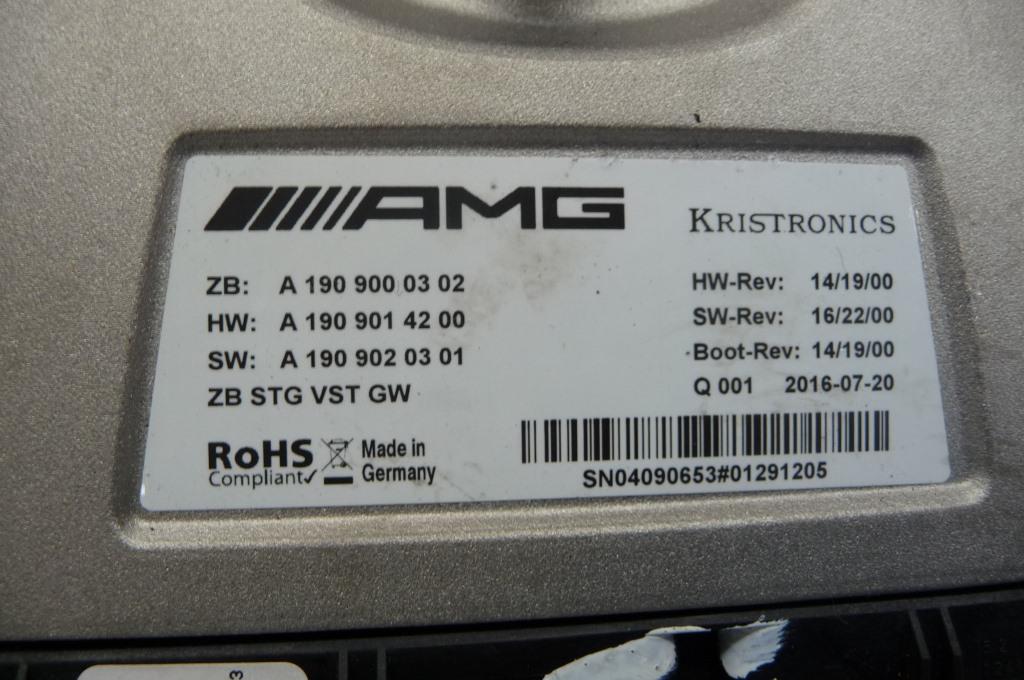 AMG
KRISTRONICS
ZB: A 190 900 03 02
HW: A 190 901 42 00
SW: A 190 902 03 01
ZB STG VST GW
HW-Rev: 14/19/00
SW-Rev: 16/22/00
Boot-Rev: 14/19/00
Q 001 2016-07-20
RoHS
Compliant
Made in
Germany
SN04090653#01291205
3